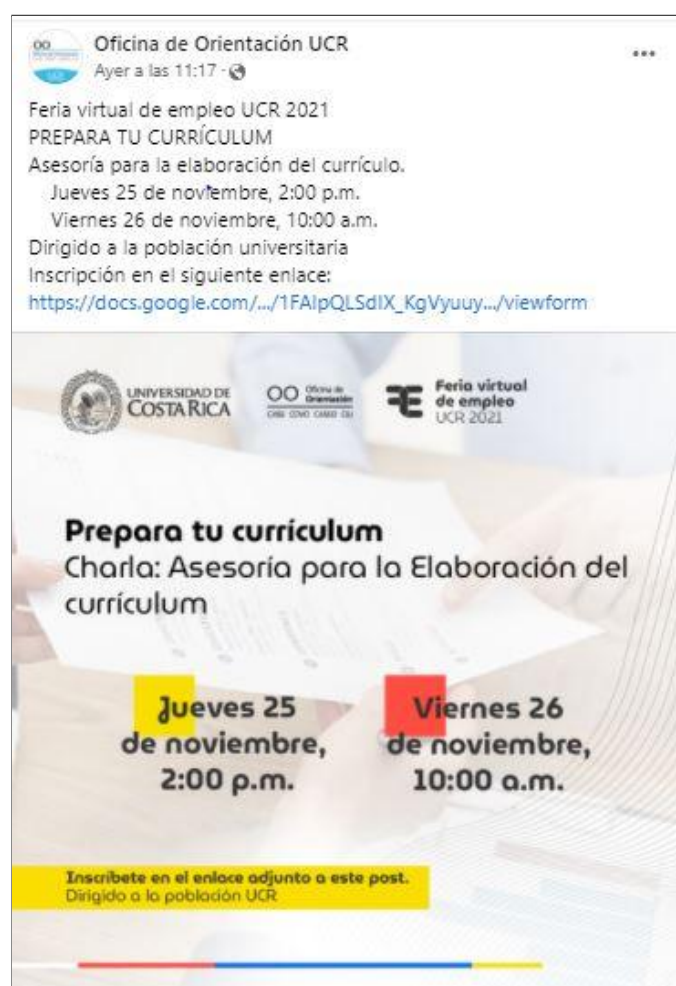 Oficina de Orientación UCR
Ayer a las 11:17
Feria virtual de empleo UCR 2021
PREPARA TU CURRÍCULUM
Asesoría para la elaboración del currículo.
Jueves 25 de noviembre, 2:00 p.m.
Viernes 26 de noviembre, 10:00 a.m.
Dirigido a la población universitaria
Inscripción en el siguiente enlace:
https://docs.google.com/.../1FAIpQLSdIX_KgVyuuy.../viewform
UNIVERSIDAD DE
COSTA RICA
OO Oficina de
Orientación
Feria virtual
de empleo
UCR 2021
Prepara tu currículum
Charla: Asesoría para la Elaboración del
currículum
Jueves 25
de noviembre,
2:00 p.m.
Viernes 26
de noviembre,
10:00 a.m.
Inscríbete en el enlace adjunto a este post.
Dirigido a la población UCR